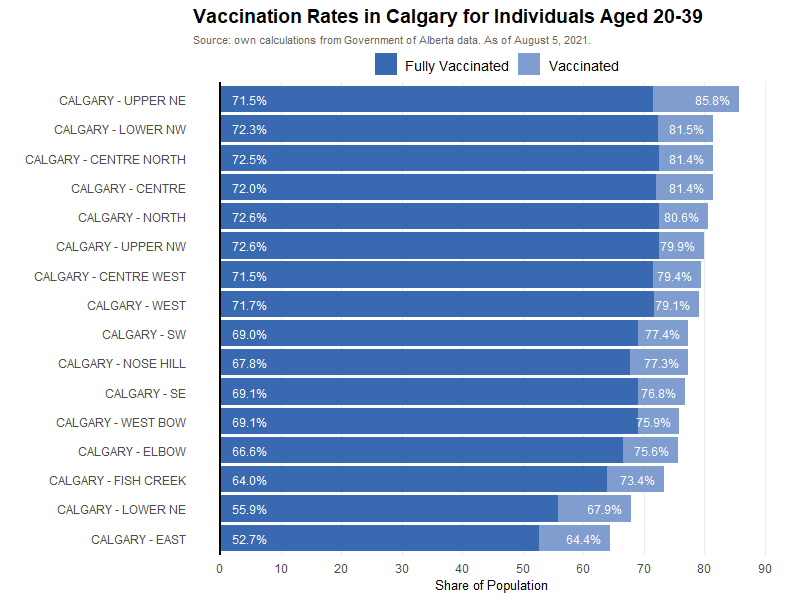 Vaccination Rates in Calgary for Individuals Aged 20-39
Source: own calculations from Government of Alberta data. As of August 5, 2021.
Fully Vaccinated Vaccinated
CALGARY - UPPER NE 71.5% 85.8%
CALGARY - LOWER NW 72.3% 81.5%
CALGARY - CENTRE NORTH 72.5% 81.4%
CALGARY - CENTRE 72.0% 81.4%
CALGARY - NORTH 72.6% 80.6%
CALGARY - UPPER NW 72.6% 79.9%
CALGARY - CENTRE WEST 71.5% 79.4%
CALGARY - WEST 71.7% 79.1%
CALGARY - SW 69.0% 77.4%
CALGARY - NOSE HILL 67.8% 77.3%
CALGARY - SE 69.1% 76.8%
CALGARY - WEST BOW 69.1% 75.9%
CALGARY - ELBOW 66.6% 75.6%
CALGARY - FISH CREEK 64.0% 73.4%
CALGARY - LOWER NE 55.9% 67.9%
CALGARY - EAST 52.7% 64.4%
0 10 20 30 40 50 60 70 80 90
Share of Population